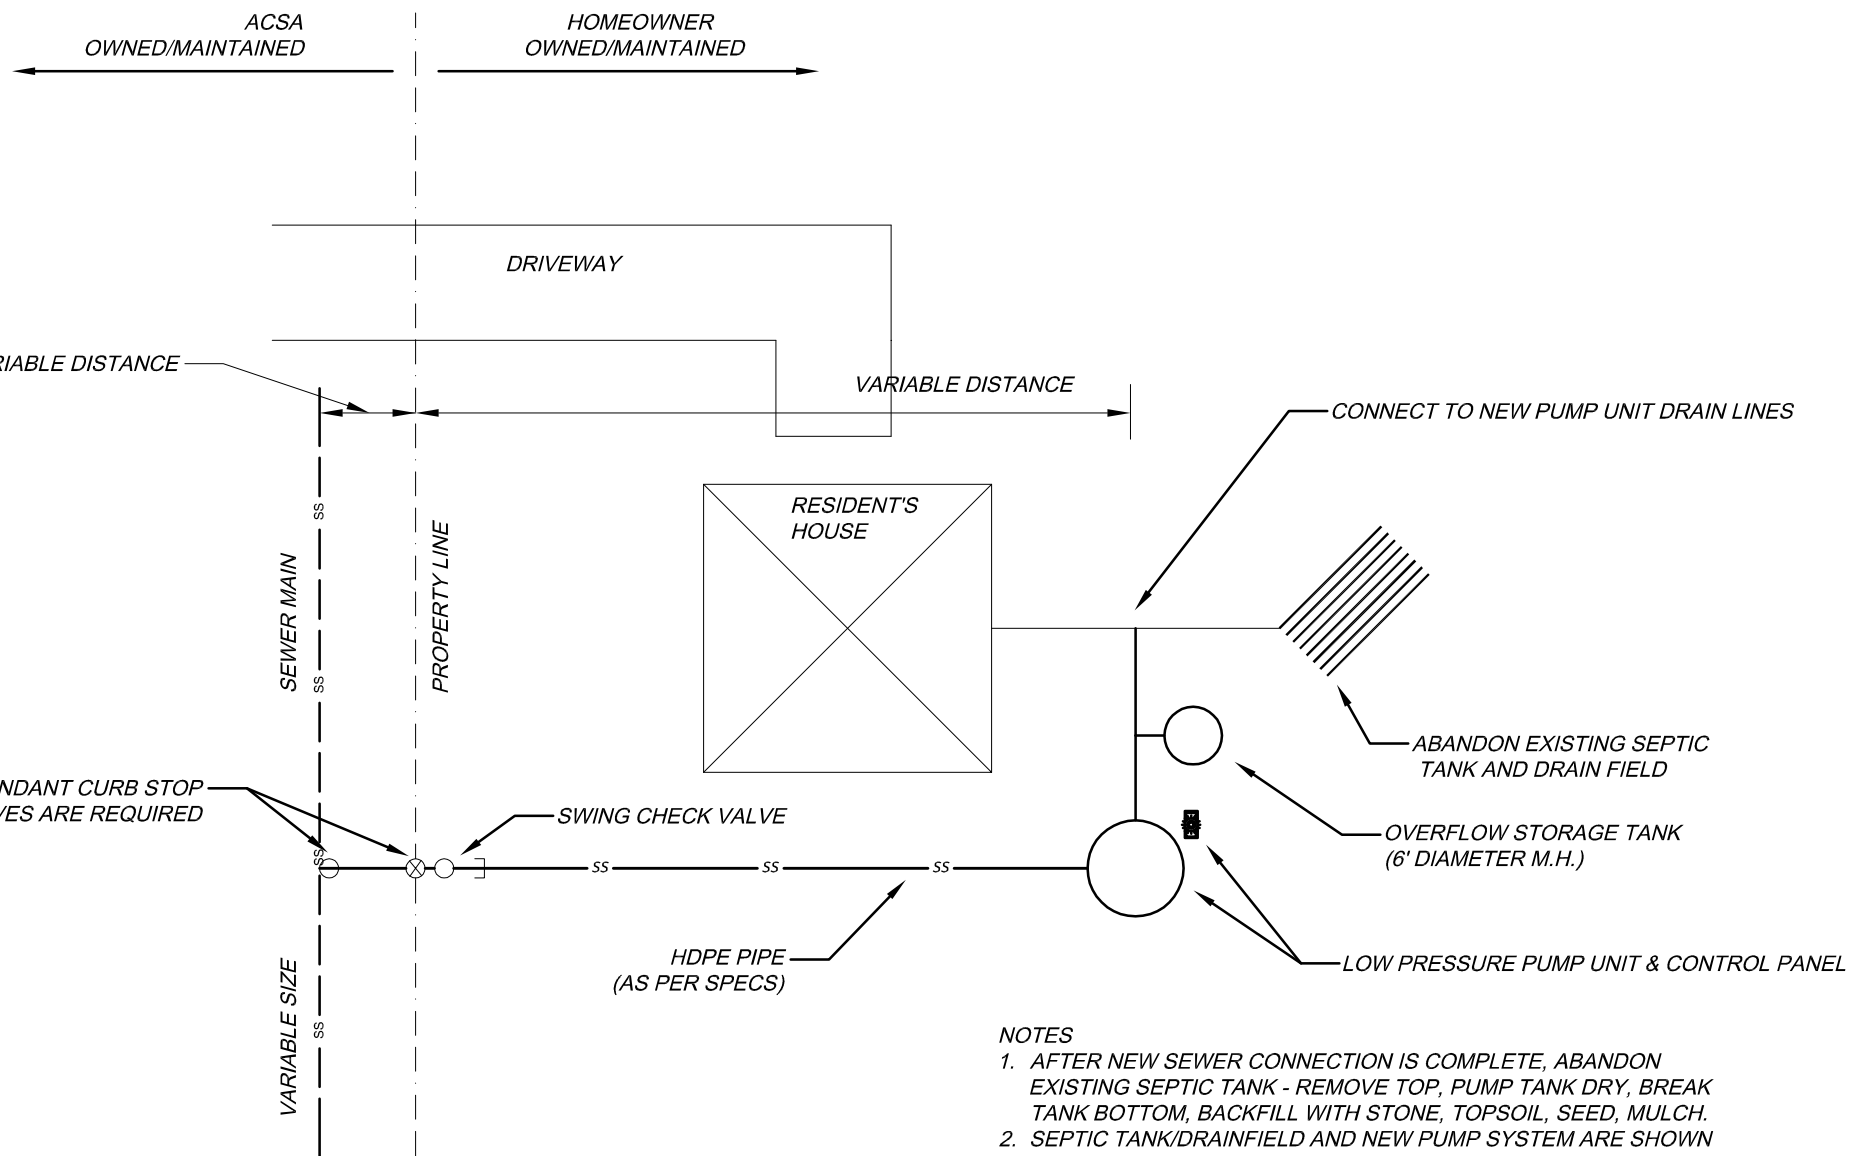 ACSA
OWNED/MAINTAINED
HOMEOWNER
OWNED/MAINTAINED
DRIVEWAY
DISTANCE
VARIABLE DISTANCE
CONNECT TO NEW PUMP UNIT DRAIN LINES
RESIDENT'S
HOUSE
SS
SEWER MAIN
PROPERTY LINE
SS
ABANDON EXISTING SEPTIC
TANK AND DRAIN FIELD
CURB STOP
ARE REQUIRED
SWING CHECK VALVE
OVERFLOW STORAGE TANK
(6' DIAMETER M.H.)
SS
SS
SS
SS
HDPE PIPE
(AS PER SPECS)
LOW PRESSURE PUMP UNIT & CONTROL PANEL
VARIABLE SIZE
SS
NOTES
1. AFTER NEW SEWER CONNECTION IS COMPLETE, ABANDON
EXISTING SEPTIC TANK - REMOVE TOP, PUMP TANK DRY, BREAK
TANK BOTTOM, BACKFILL WITH STONE, TOPSOIL, SEED, MULCH.
2. SEPTIC TANK/DRAINFIELD AND NEW PUMP SYSTEM ARE SHOWN